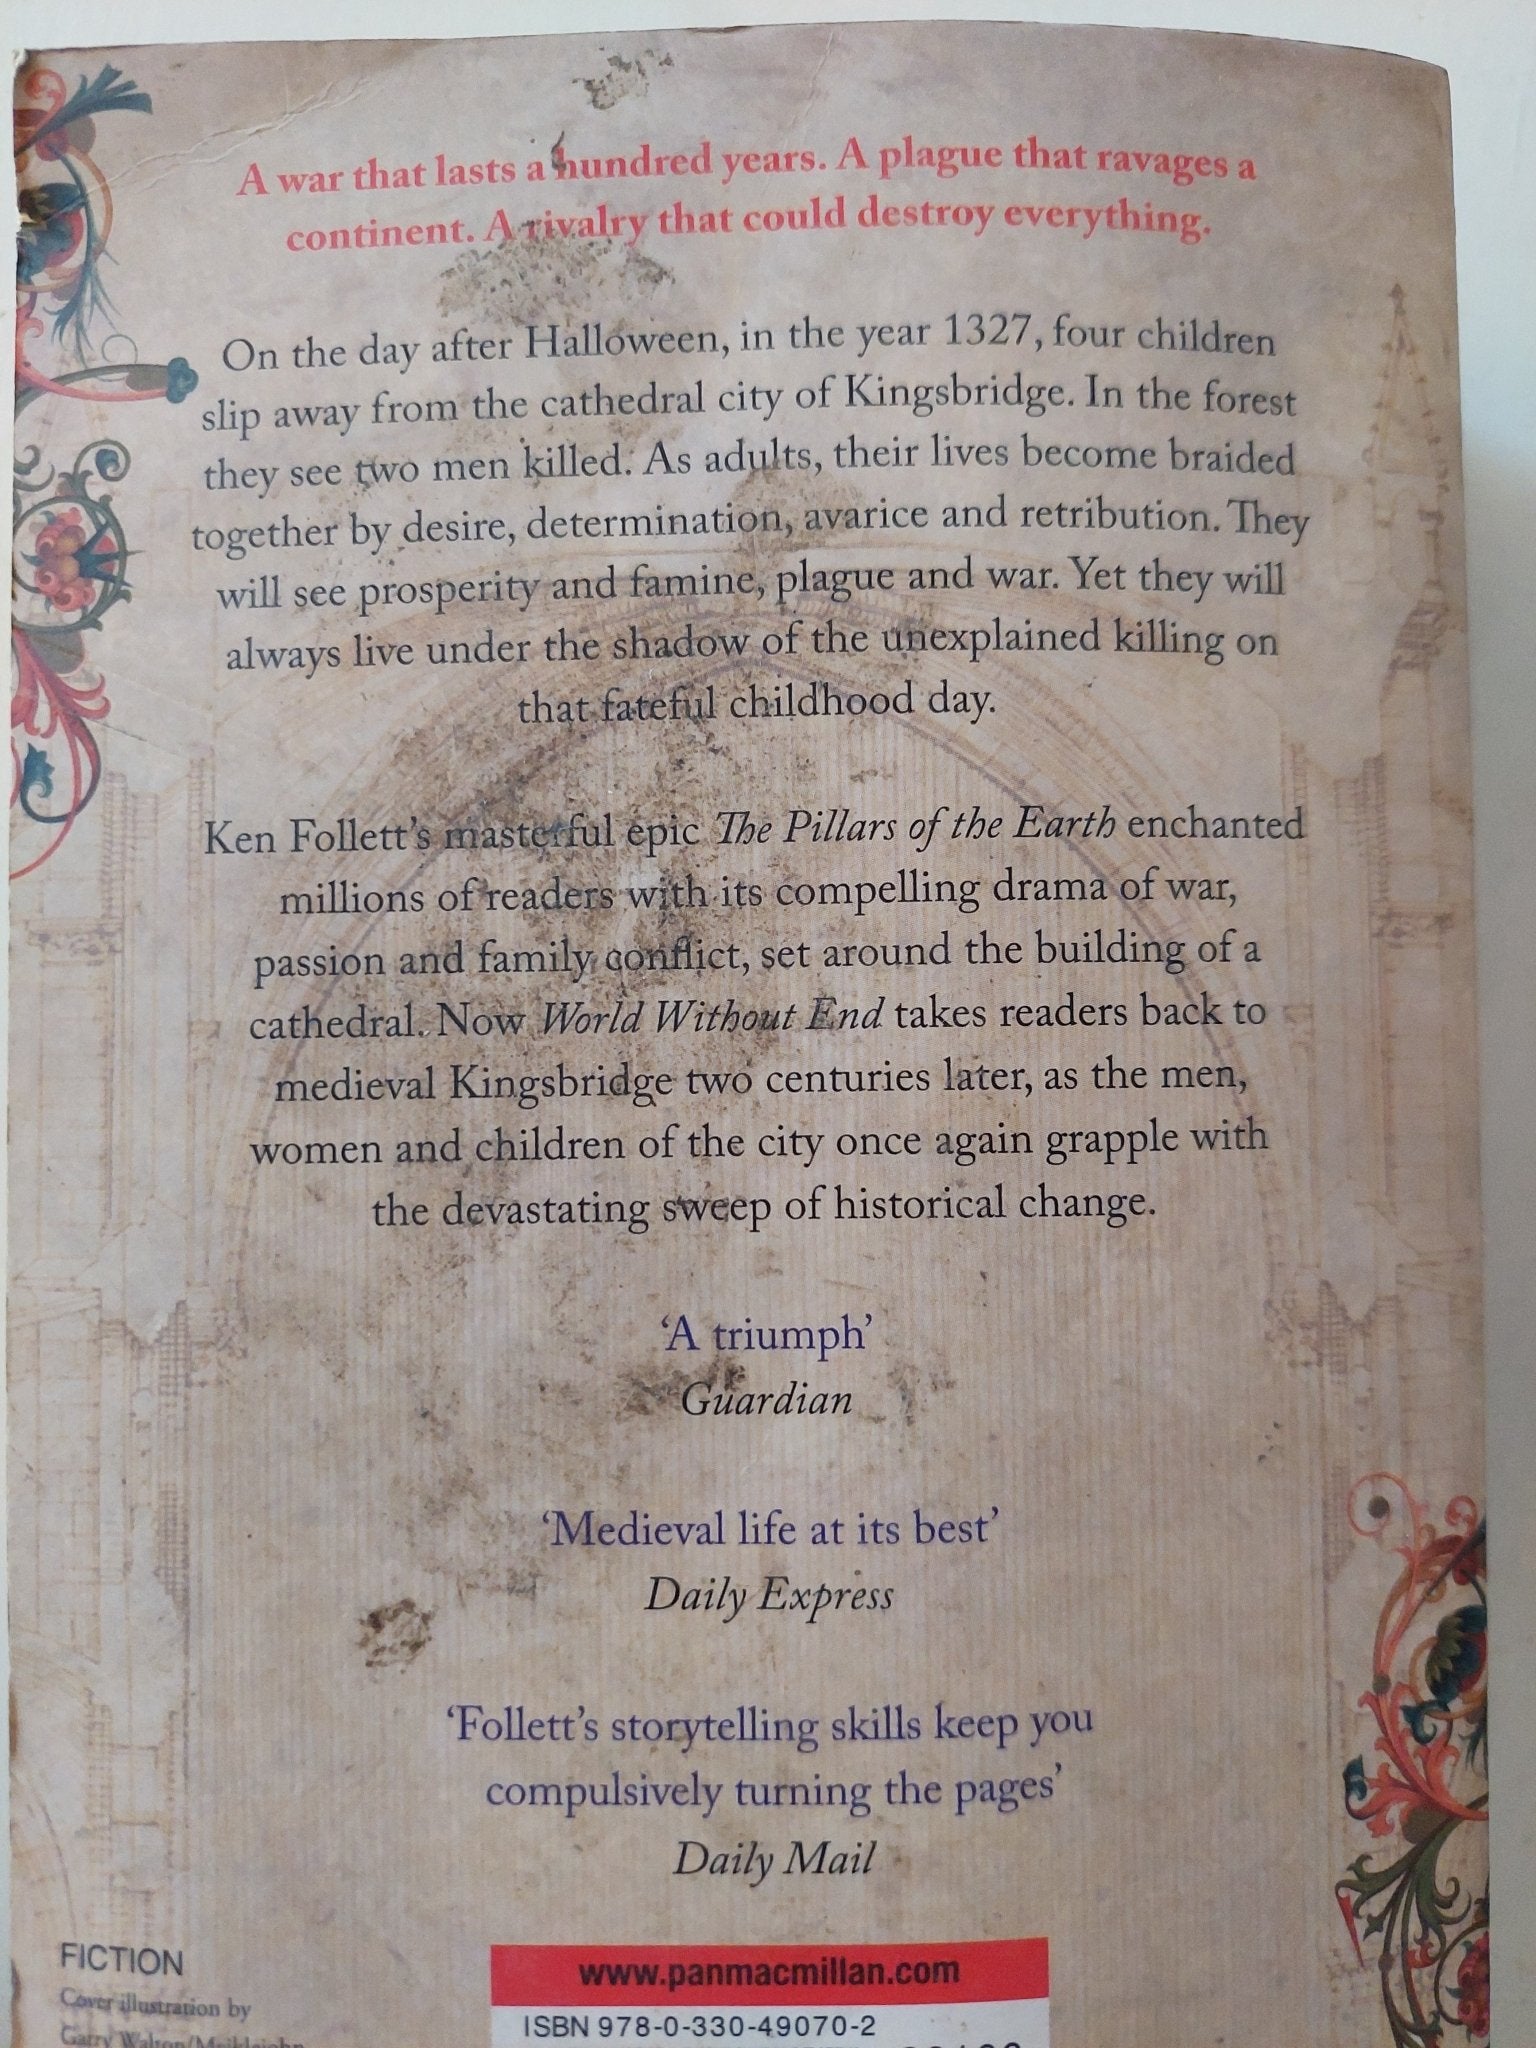 A war that lasts a hundred years. A plague that ravages a
continent. A rivalry that could destroy everything.
On the day after Halloween, in the year 1327, four children
slip away from the cathedral city of Kingsbridge. In the forest
they see two men killed. As adults, their lives become braided
together by desire, determination, avarice and retribution. They
will see prosperity and famine, plague and war. Yet they will
always live under the shadow of the unexplained killing on
that fateful childhood day.
Ken Follett's masterful epic The Pillars of the Earth enchanted
millions of readers with its compelling drama of war,
passion and family conflict, set around the building of a
cathedral. Now World Without End takes readers back to
medieval Kingsbridge two centuries later, as the men,
women and children of the city once again grapple with
the devastating sweep of historical change.
‘A triumph’
Guardian
‘Medieval life at its best’
Daily Express
‘Follett's storytelling skills keep you
compulsively turning the pages’
Daily Mail
FICTION
Cover illustration by
Garry Walton/Meiklejohn
www.panmacmillan.com
ISBN 978-0-330-49070-2